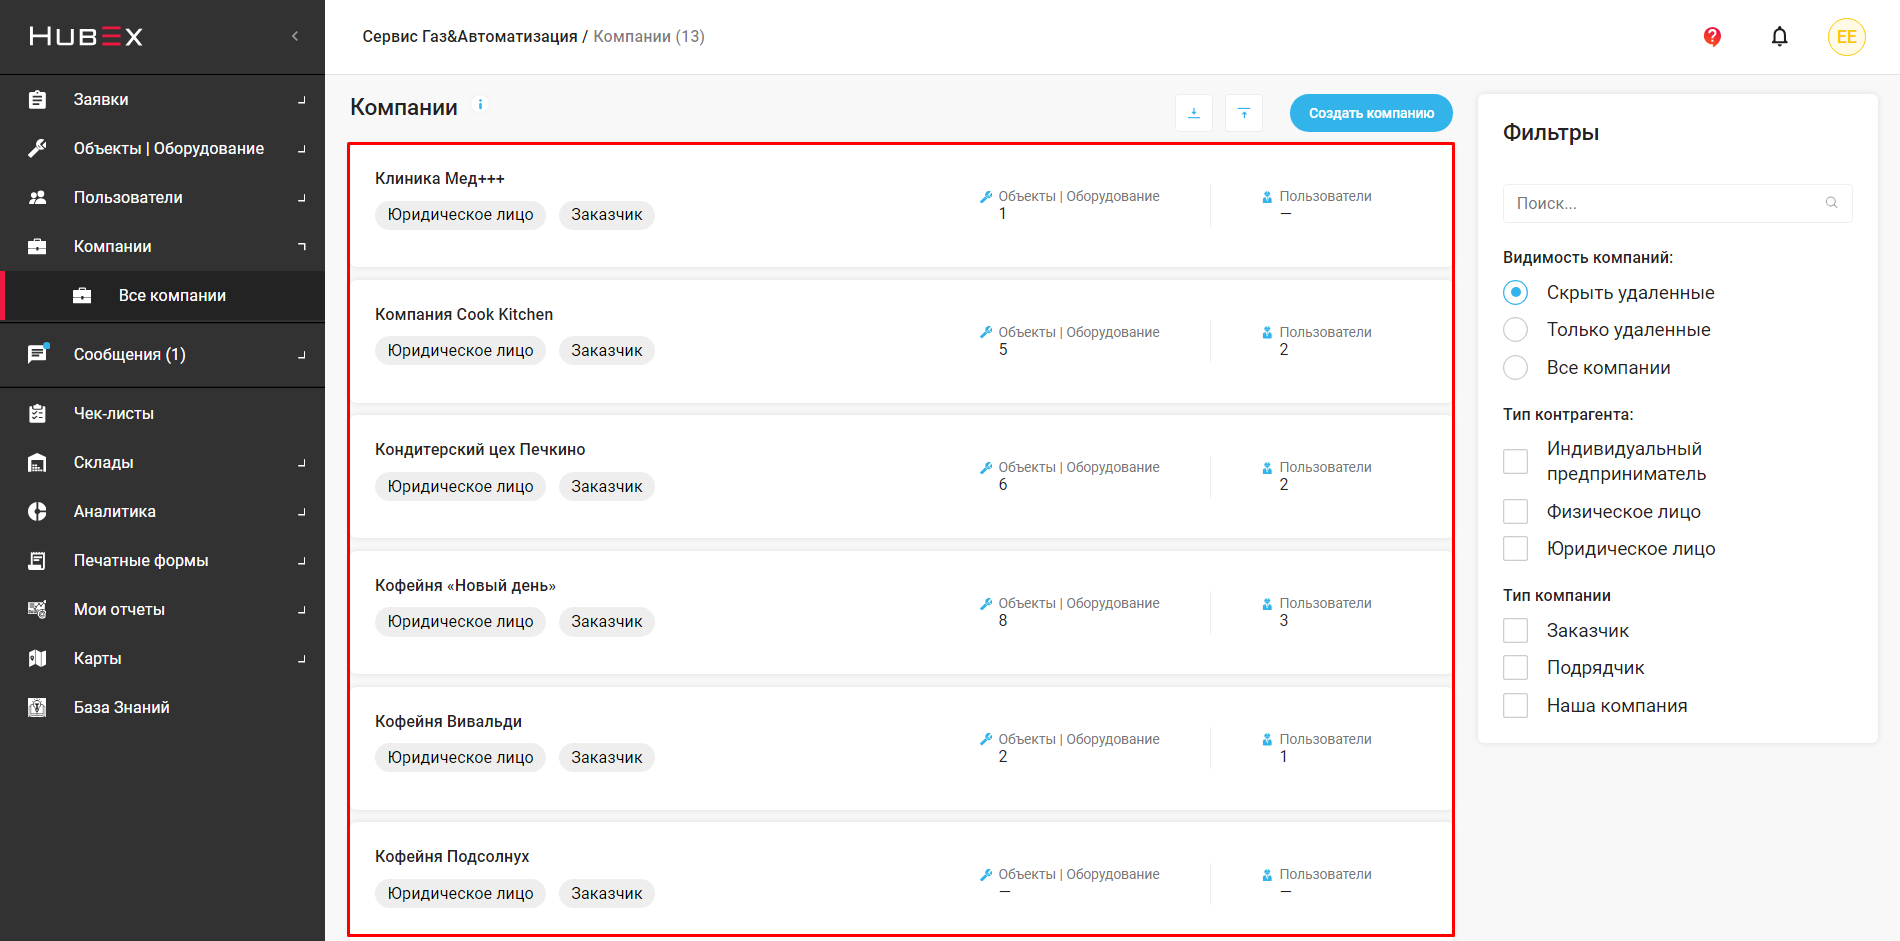 HUBEX
Заявки
Объекты | Оборудование
Пользователи
Компании
Все компании
Сообщения (1)
Чек-листы
Склады
Аналитика
Печатные формы
Мои отчеты
Карты
База Знаний
Сервис Газ&Автоматизация / Компании (13)
EE
Компании
Создать компанию
Клиника Мед+++
Юридическое лицо Заказчик
Объекты | Оборудование
1
Пользователи
—
Компания Cook Kitchen
Юридическое лицо Заказчик
Объекты | Оборудование
5
Пользователи
2
Кондитерский цех Печкино
Юридическое лицо Заказчик
Объекты | Оборудование
6
Пользователи
2
Кофейня «Новый день»
Юридическое лицо Заказчик
Объекты | Оборудование
8
Пользователи
3
Кофейня Вивальди
Юридическое лицо Заказчик
Объекты | Оборудование
2
Пользователи
1
Кофейня Подсолнух
Юридическое лицо Заказчик
Объекты | Оборудование
—
Пользователи
—
Фильтры
Поиск...
Видимость компаний:
Скрыть удаленные
Только удаленные
Все компании
Тип контрагента:
Индивидуальный
предприниматель
Физическое лицо
Юридическое лицо
Тип компании
Заказчик
Подрядчик
Наша компания